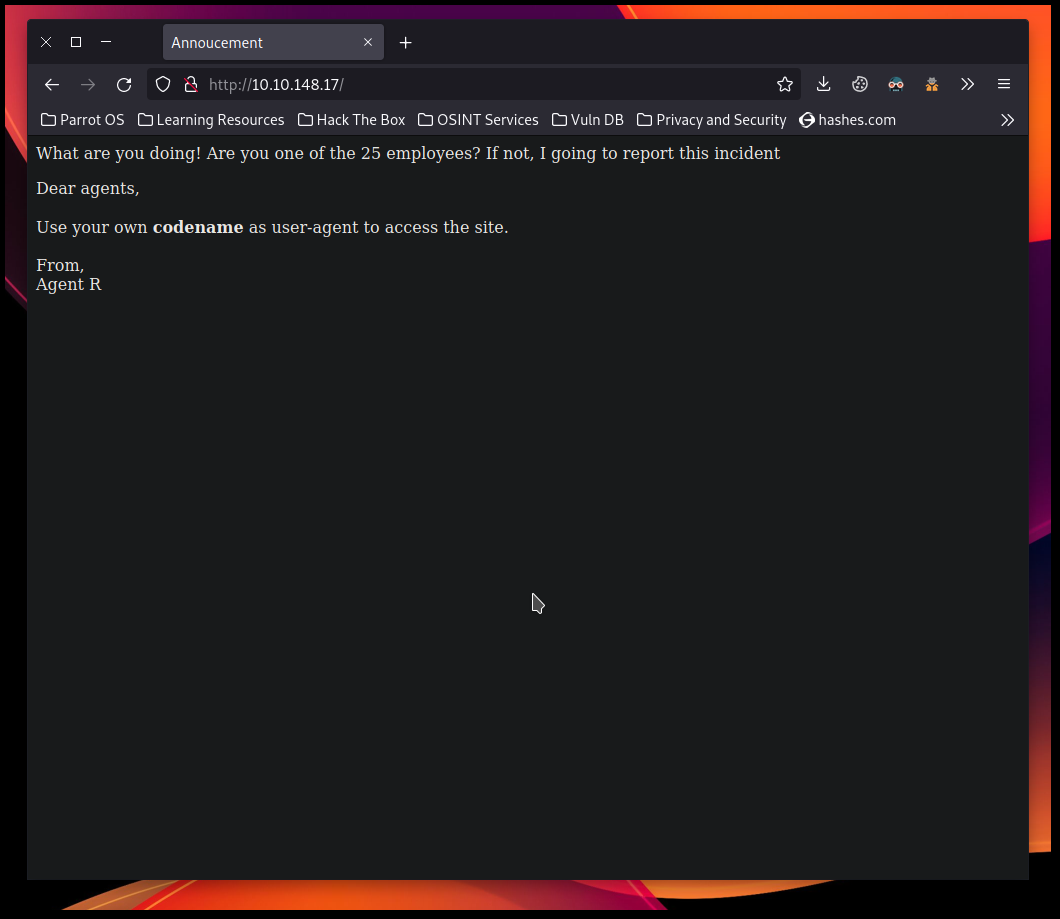 Annoucement
http://10.10.148.17/
Parrot OS Learning Resources Hack The Box OSINT Services Vuln DB Privacy and Security hashes.com
What are you doing! Are you one of the 25 employees? If not, I going to report this incident
Dear agents,
Use your own codename as user-agent to access the site.
From,
Agent R